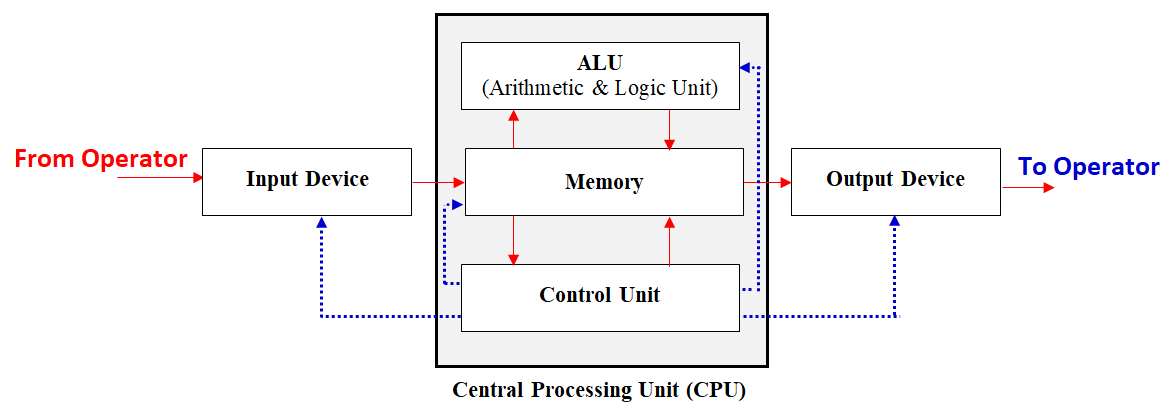 ALU
(Arithmetic & Logic Unit)
From Operator
Input Device
Memory
Output Device
To Operator
Control Unit
Central Processing Unit (CPU)